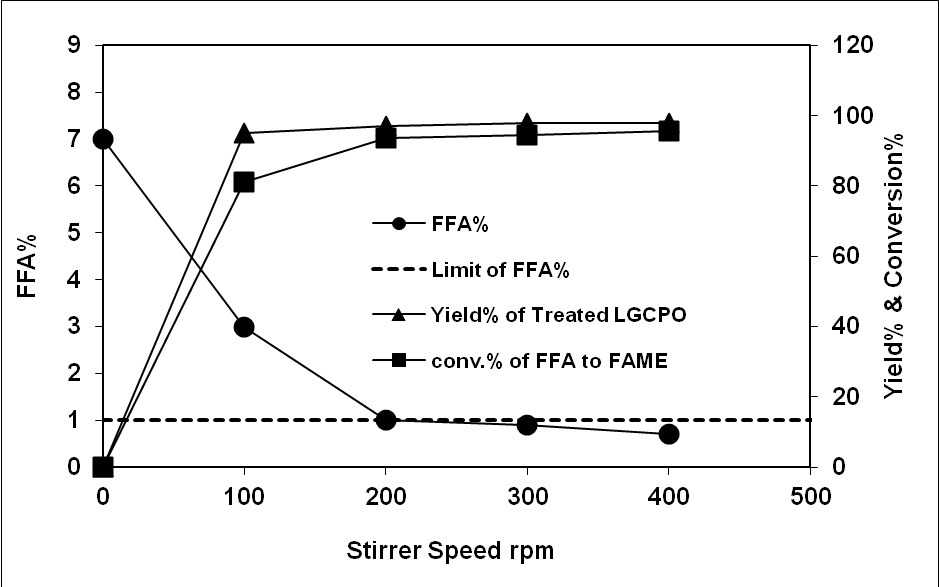 9
8
7
6
5
4
3
2
1
0
FFA%
120
100
80
60
40
20
0
Yield% & Conversion%
FFA%
Limit of FFA%
Yield% of Treated LGCPO
conv.% of FFA to FAME
0 100 200 300 400 500
Stirrer Speed rpm